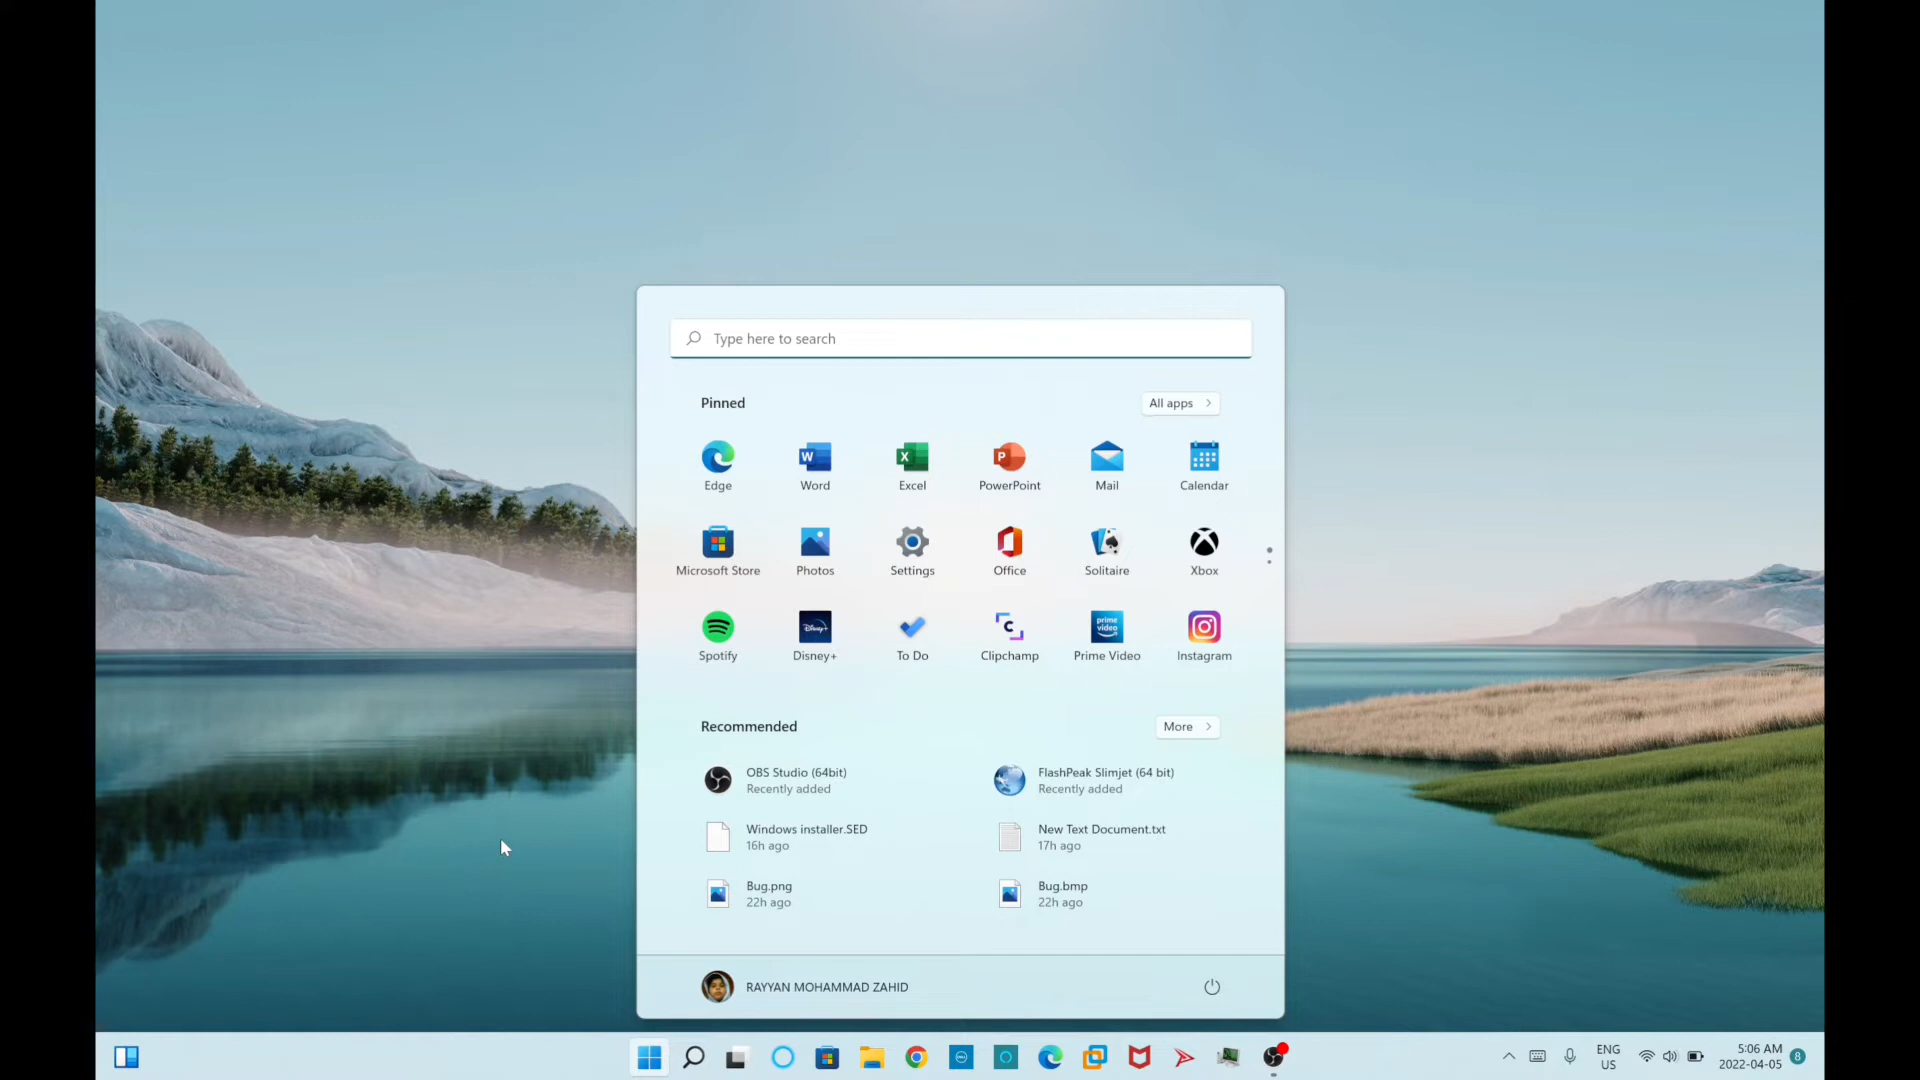 Type here to search
Pinned
All apps
Edge
Word
Excel
PowerPoint
Mail
Calendar
Microsoft Store
Photos
Settings
Office
Solitaire
Xbox
Spotify
Disney+
To Do
Clipchamp
Prime Video
Instagram
Recommended
More
OBS Studio (64bit)
Recently added
FlashPeak Slimjet (64 bit)
Recently added
Windows installer.SED
16h ago
New Text Document.txt
17h ago
Bug.png
22h ago
Bug.bmp
22h ago
RAYYAN MOHAMMAD ZAHID
ENG
US
5:06 AM
2022-04-05
8